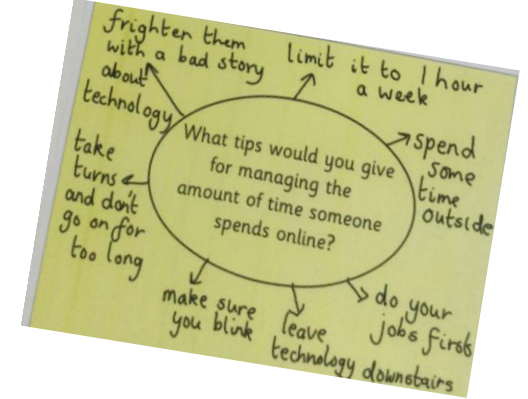 What tips would you give
for managing the
amount of time someone
spends online?
frighten them
with a bad story
about
technology
limit it to 1 hour
a week
spend
some
time
outside
do your
jobs first
leave
technology downstairs
make sure
you blink
take
turns
and don't
go on for
too long